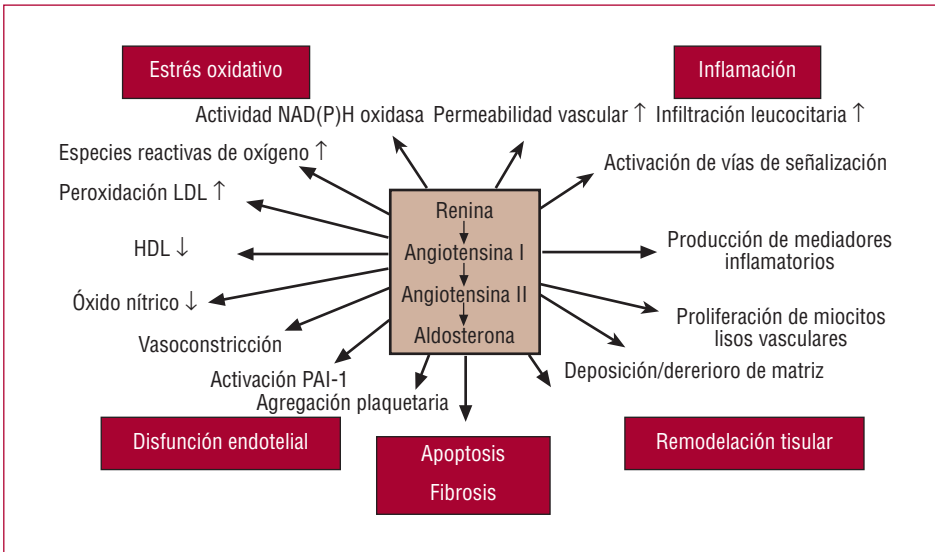 Estrés oxidativo
Inflamación
Actividad NAD(P)H oxidasa
Permeabilidad vascular ↑
Infiltración leucocitaria ↑
Especies reactivas de oxígeno ↑
Activación de vías de señalización
Peroxidación LDL ↑
Renina
HDL ↓
Angiotensina I
Producción de mediadores
inflamatorios
Óxido nítrico ↓
Angiotensina II
Proliferación de miocitos
lisos vasculares
Vasoconstricción
Aldosterona
Activación PAI-1
Deposición/dererioro de matriz
Agregación plaquetaria
Disfunción endotelial
Apoptosis
Fibrosis
Remodelación tisular